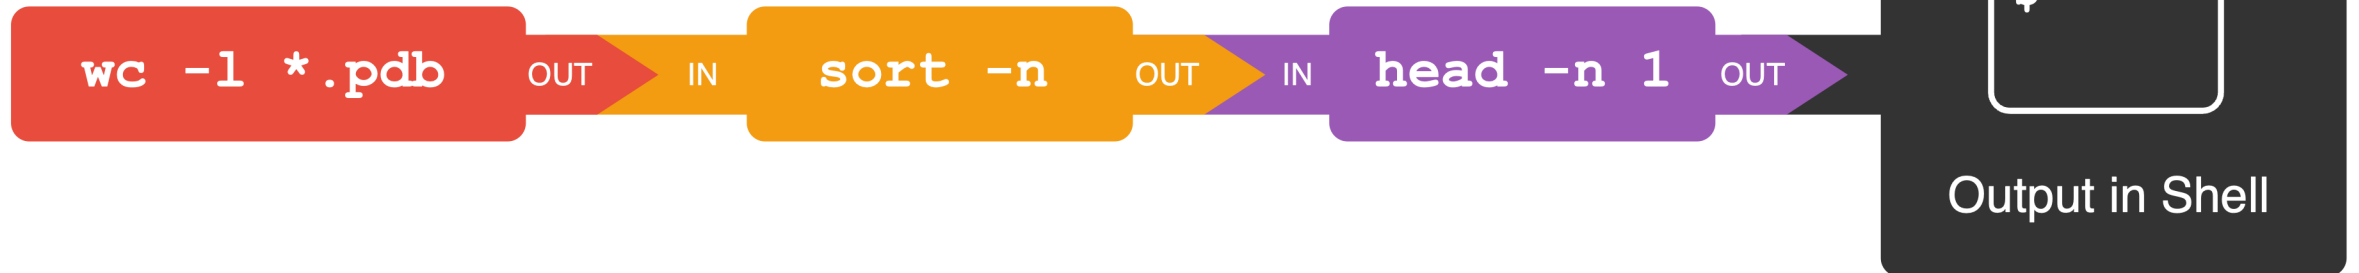 wc -l *.pdb OUT IN sort -n OUT IN head -n 1 OUT
Output in Shell